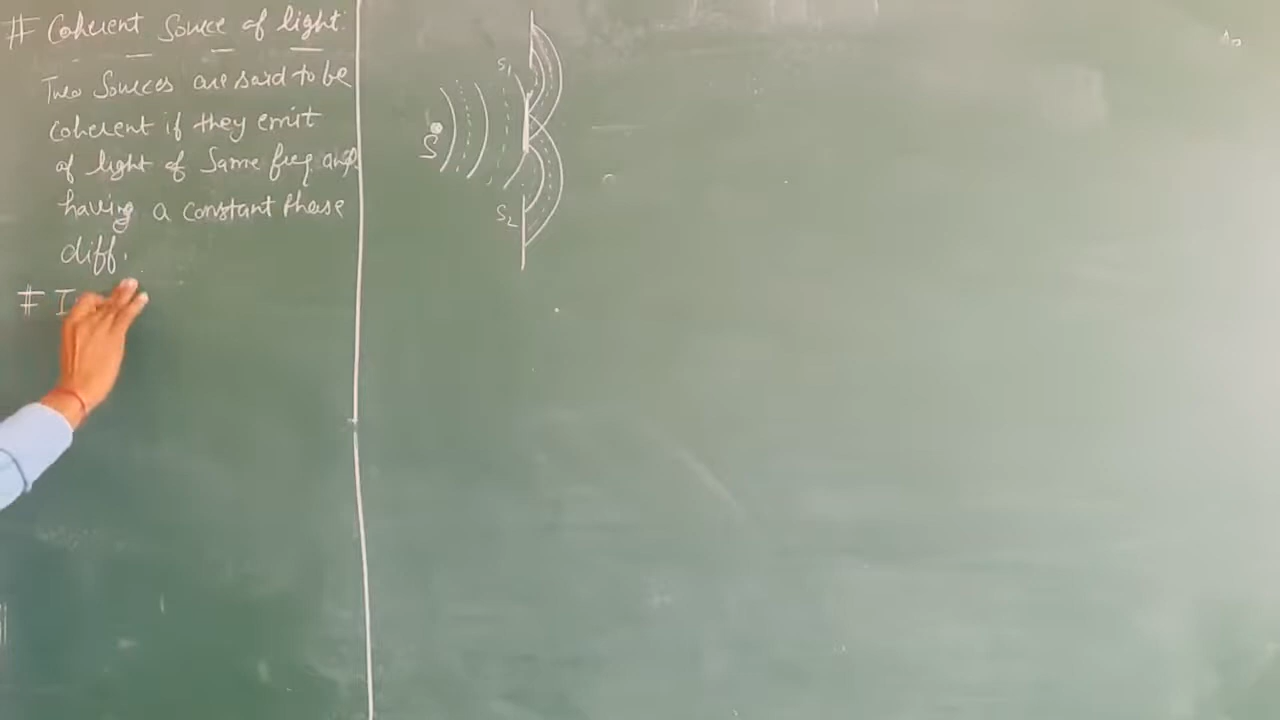 # Coherent Source of light:
Two Sources are said to be
coherent if they emit
of light of Same freq and
having a constant phase
diff.
# I
S
S1
S2